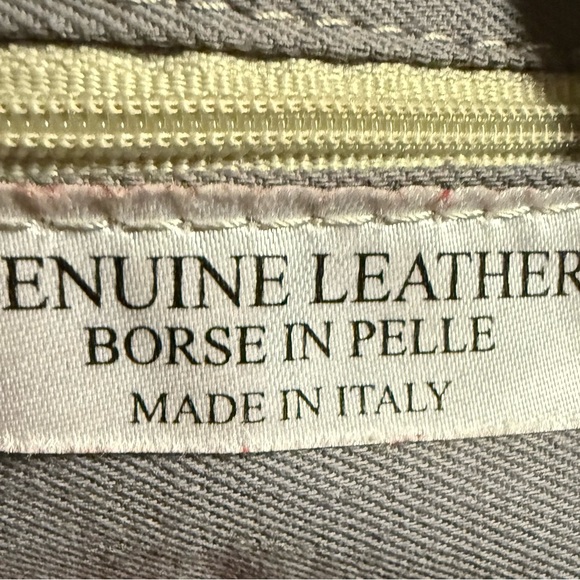 ENUINE LEATHER
BORSE IN PELLE
MADE IN ITALY